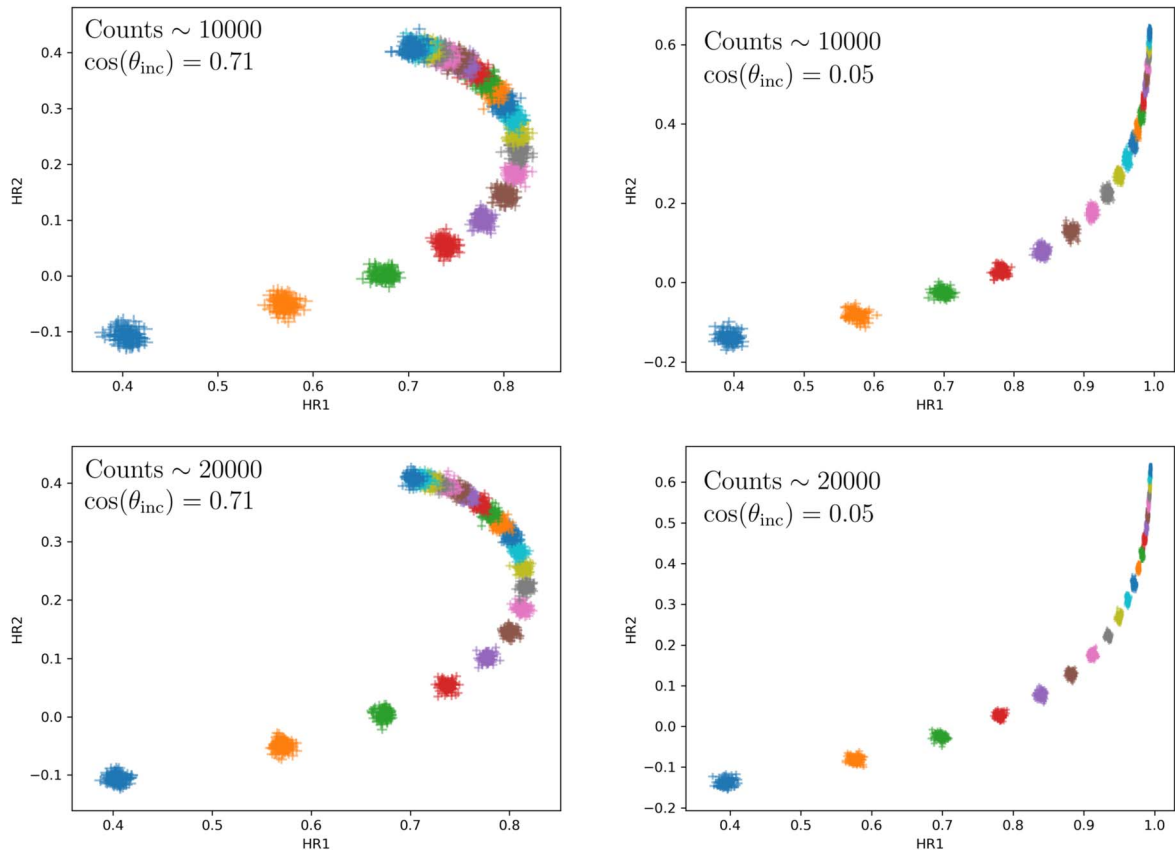 Counts ∼ 10000
cos(θinc) = 0.71
0.4
0.3
0.2
0.1
0.0
−0.1
HR2
0.4 0.5 0.6 0.7 0.8
HR1
Counts ∼ 10000
cos(θinc) = 0.05
0.6
0.4
0.2
0.0
−0.2
HR2
0.4 0.5 0.6 0.7 0.8 0.9 1.0
HR1
Counts ∼ 20000
cos(θinc) = 0.71
0.4
0.3
0.2
0.1
0.0
−0.1
HR2
0.4 0.5 0.6 0.7 0.8
HR1
Counts ∼ 20000
cos(θinc) = 0.05
0.6
0.5
0.4
0.3
0.2
0.1
0.0
−0.1
−0.2
HR2
0.4 0.5 0.6 0.7 0.8 0.9 1.0
HR1